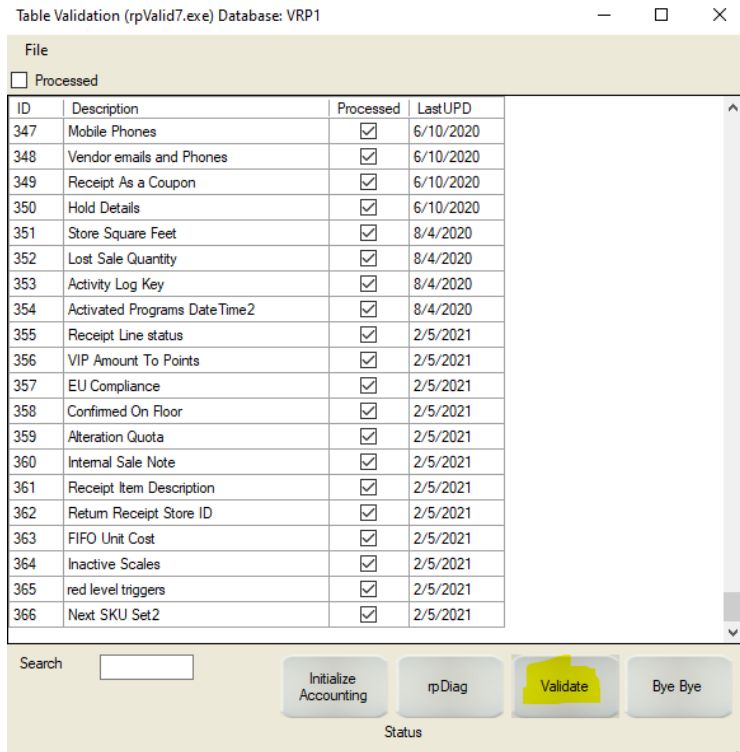 Table Validation (rpValid7.exe) Database: VRP1
File
Processed
ID Description Processed LastUPD
347 Mobile Phones 6/10/2020
348 Vendor emails and Phones 6/10/2020
349 Receipt As a Coupon 6/10/2020
350 Hold Details 6/10/2020
351 Store Square Feet 8/4/2020
352 Lost Sale Quantity 8/4/2020
353 Activity Log Key 8/4/2020
354 Activated Programs DateTime2 8/4/2020
355 Receipt Line status 2/5/2021
356 VIP Amount To Points 2/5/2021
357 EU Compliance 2/5/2021
358 Confirmed On Floor 2/5/2021
359 Alteration Quota 2/5/2021
360 Internal Sale Note 2/5/2021
361 Receipt Item Description 2/5/2021
362 Return Receipt Store ID 2/5/2021
363 FIFO Unit Cost 2/5/2021
364 Inactive Scales 2/5/2021
365 red level triggers 2/5/2021
366 Next SKU Set2 2/5/2021
Search
Initialize
Accounting
rpDiag
Validate
Bye Bye
Status